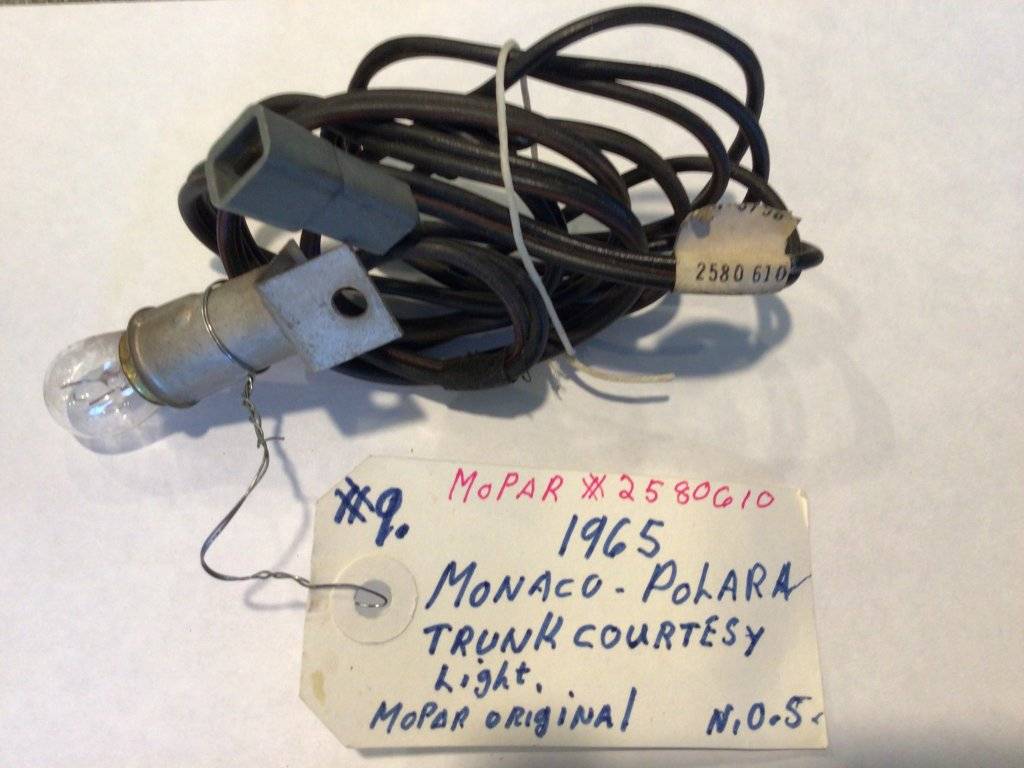 2580 610
#9.
MOPAR #2580610
1965
MONACO - POLARA
TRUNK COURTESY
Light.
MOPAR ORIGINAl N.O.S.